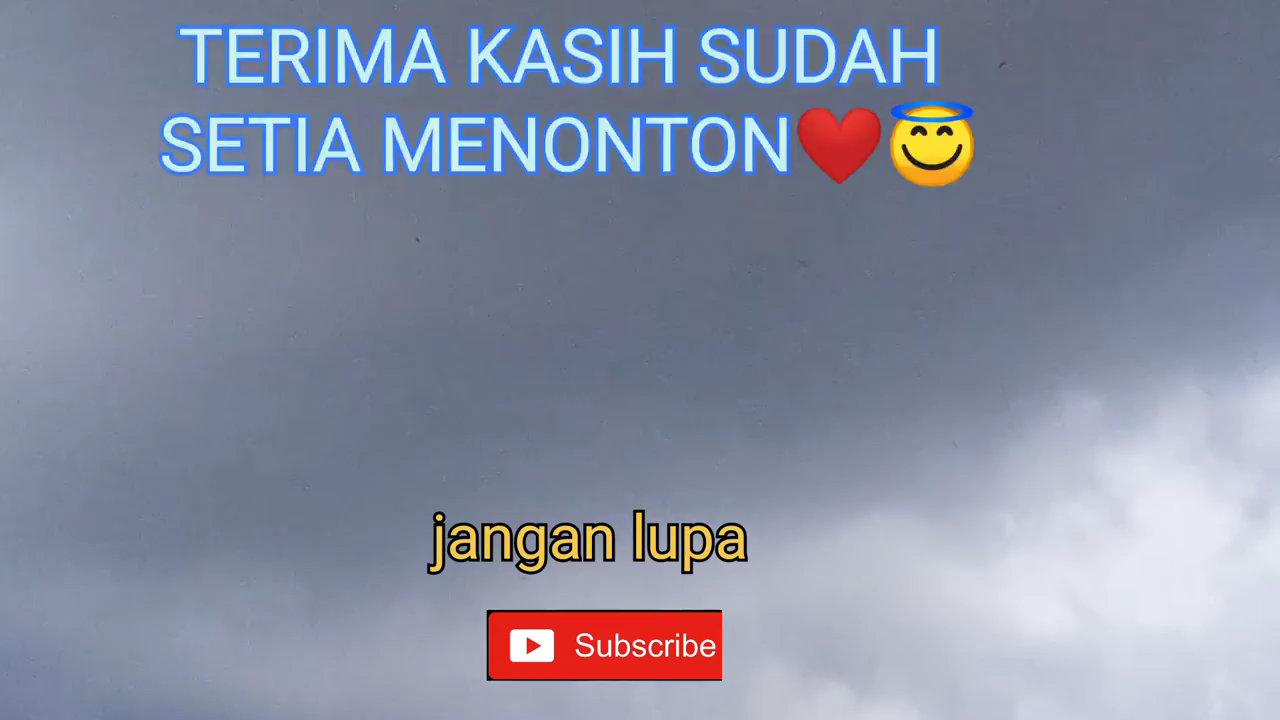 TERIMA KASIH SUDAH
SETIA MENONTON❤️😇
jangan lupa
Subscribe